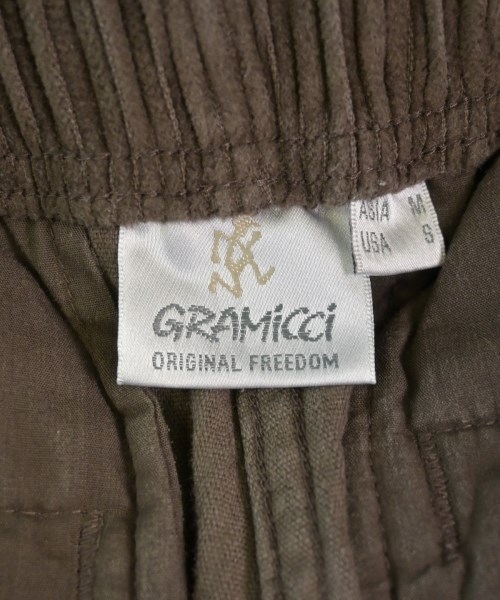 ASIA M
USA S
GRAMiCCi
ORIGINAL FREEDOM